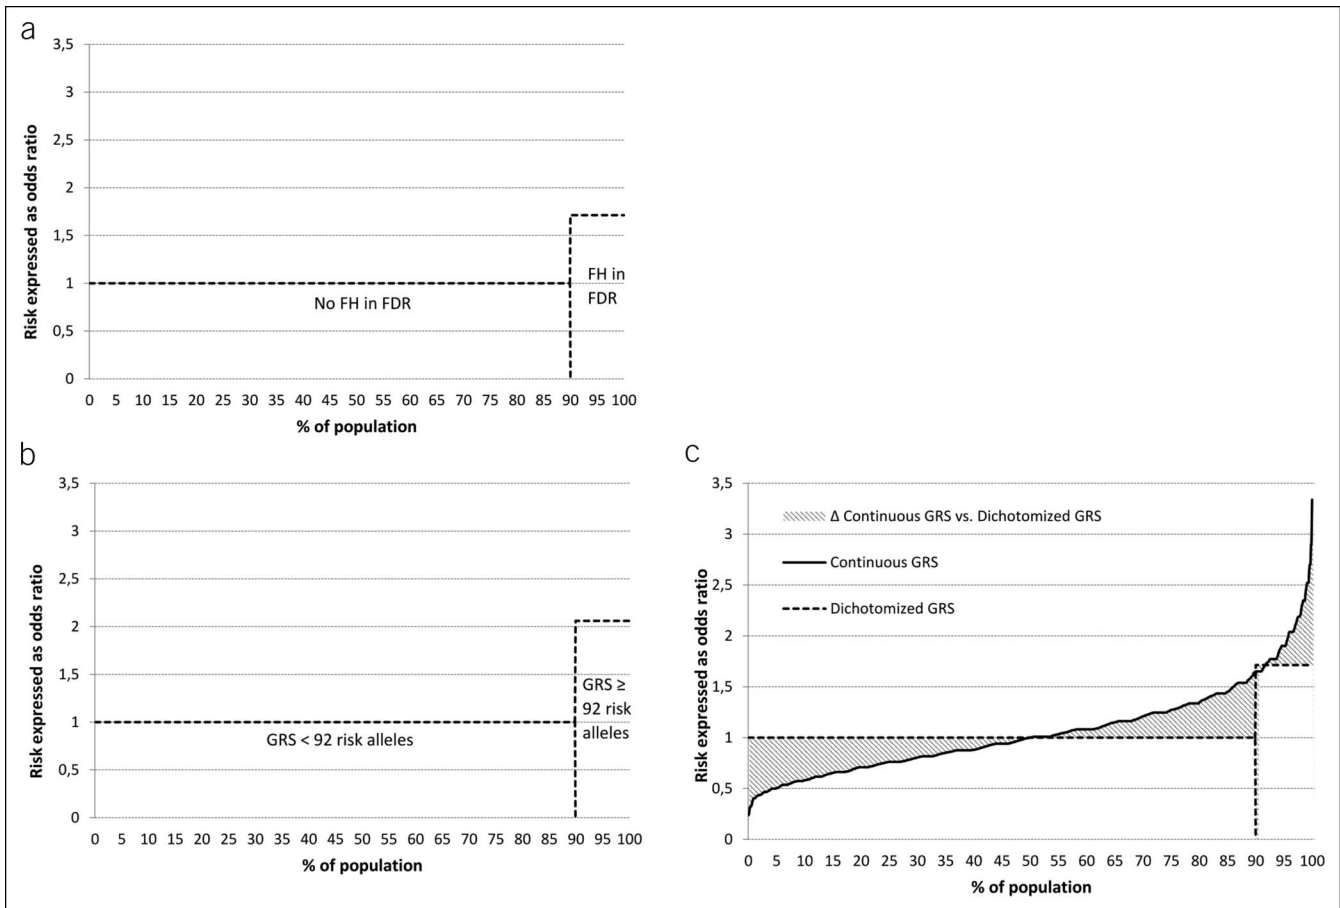 a
3,5
3
2,5
2
1,5
1
0,5
0
Risk expressed as odds ratio
No FH in FDR
FH in
FDR
0 5 10 15 20 25 30 35 40 45 50 55 60 65 70 75 80 85 90 95 100
% of population
b
3,5
3
2,5
2
1,5
1
0,5
0
Risk expressed as odds ratio
GRS < 92 risk alleles
GRS ≥
92 risk
alleles
0 5 10 15 20 25 30 35 40 45 50 55 60 65 70 75 80 85 90 95 100
% of population
c
3,5
3
2,5
2
1,5
1
0,5
0
Risk expressed as odds ratio
Δ Continuous GRS vs. Dichotomized GRS
Continuous GRS
Dichotomized GRS
0 5 10 15 20 25 30 35 40 45 50 55 60 65 70 75 80 85 90 95 100
% of population